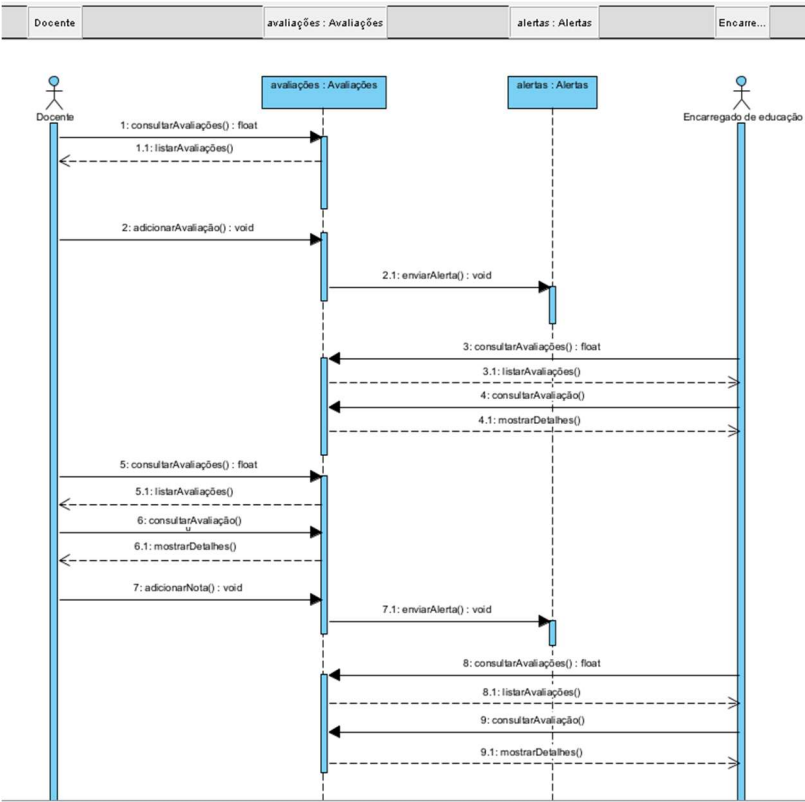 Docente
avaliações : Avaliações
alertas : Alertas
Encarre...
avaliações : Avaliações
alertas : Alertas
Docente
Encarregado de educação
1: consultarAvaliações() : float
1.1: listarAvaliações()
2: adicionarAvaliação() : void
2.1: enviarAlerta() : void
3: consultarAvaliações() : float
3.1: listarAvaliações()
4: consultarAvaliação()
4.1: mostrarDetalhes()
5: consultarAvaliações() : float
5.1: listarAvaliações()
6: consultarAvaliação()
6.1: mostrarDetalhes()
7: adicionarNota() : void
7.1: enviarAlerta() : void
8: consultarAvaliações() : float
8.1: listarAvaliações()
9: consultarAvaliação()
9.1: mostrarDetalhes()